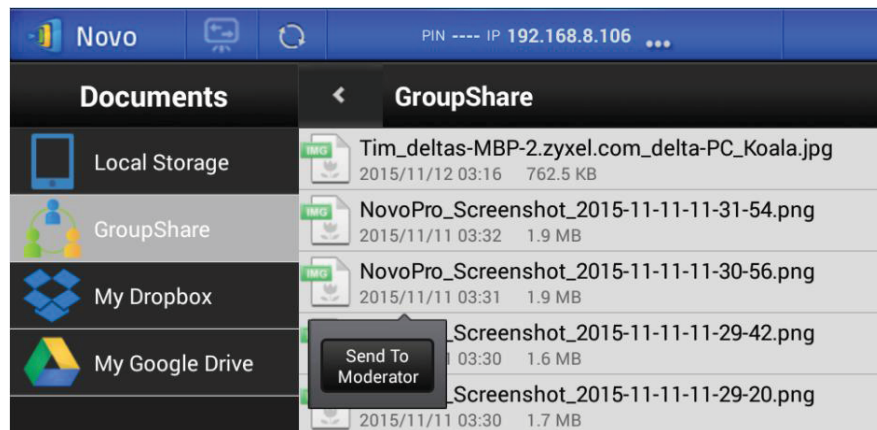 Novo
PIN ---- IP 192.168.8.106 ...
Documents
GroupShare
Local Storage
GroupShare
My Dropbox
My Google Drive
IMG
Tim_deltas-MBP-2.zyxel.com_delta-PC_Koala.jpg
2015/11/12 03:16 762.5 KB
IMG
NovoPro_Screenshot_2015-11-11-11-31-54.png
2015/11/11 03:32 1.9 MB
IMG
NovoPro_Screenshot_2015-11-11-11-30-56.png
2015/11/11 03:31 1.9 MB
_Screenshot_2015-11-11-11-29-42.png
1 03:30 1.6 MB
Send To
Moderator
_Screenshot_2015-11-11-11-29-20.png
2015/11/11 03:30 1.7 MB